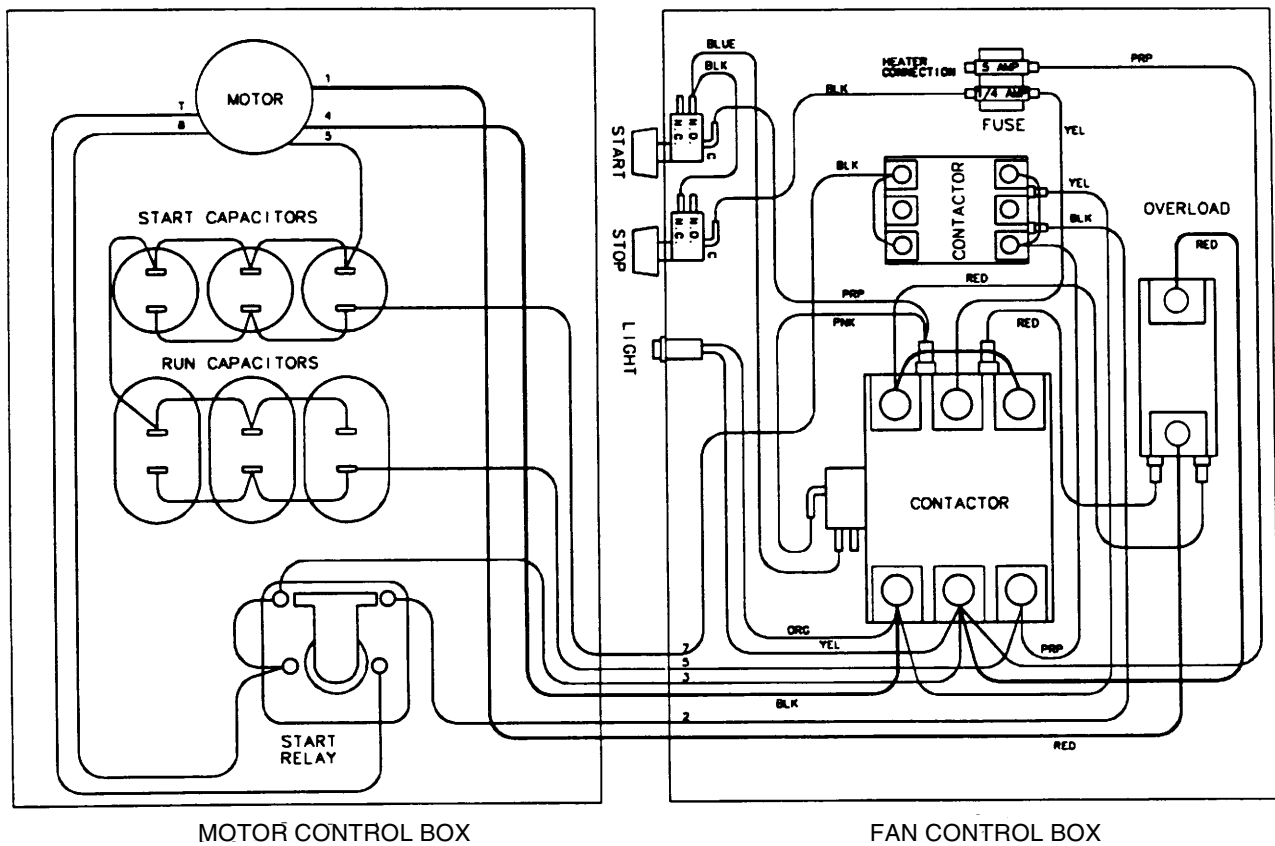 MOTOR
1
T
8
4
5
START CAPACITORS
RUN CAPACITORS
START
RELAY
BLUE
BLK
START
N.C.
N.O.
C
STOP
N.C.
N.O.
C
LIGHT
HEATER
CONNECTION
5 AMP
1/4 AMP
FUSE
PRP
BLK
YEL
BLK
CONTACTOR
YEL
BLK
OVERLOAD
RED
RED
PRP
PNK
RED
CONTACTOR
ORG
YEL
7
5
3
PRP
BLK
2
RED
MOTOR CONTROL BOX
FAN CONTROL BOX